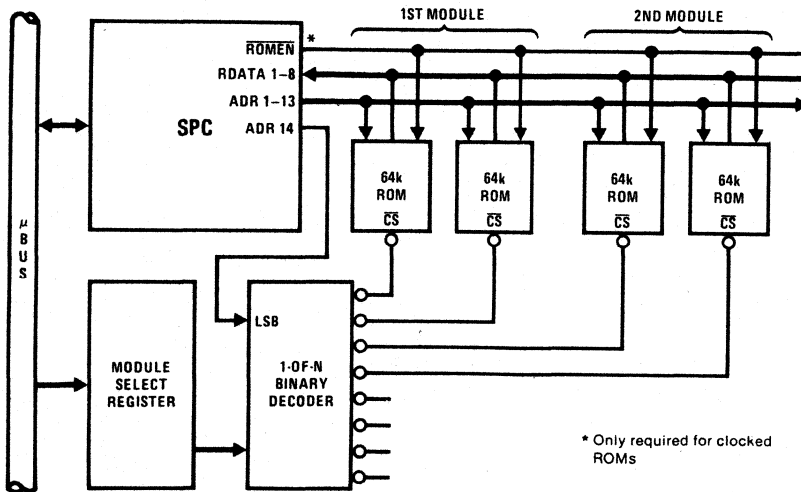 1ST MODULE
2ND MODULE
*
ROMEN
RDATA 1–8
ADR 1–13
SPC
ADR 14
64k
ROM
CS
64k
ROM
CS
64k
ROM
CS
64k
ROM
CS
μ
B
U
S
LSB
MODULE
SELECT
REGISTER
1-OF-N
BINARY
DECODER
* Only required for clocked
ROMs